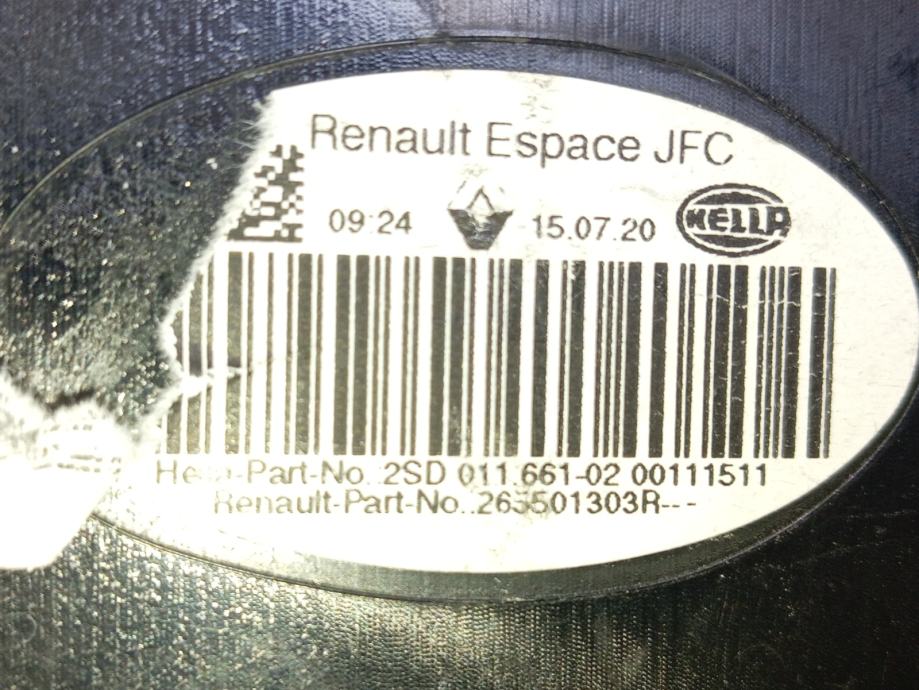 Renault Espace JFC
09:24 15.07.20 HELLA
Hella-Part-No.:2SD 011.661-02 00111511
Renault-Part-No.:265501303R---